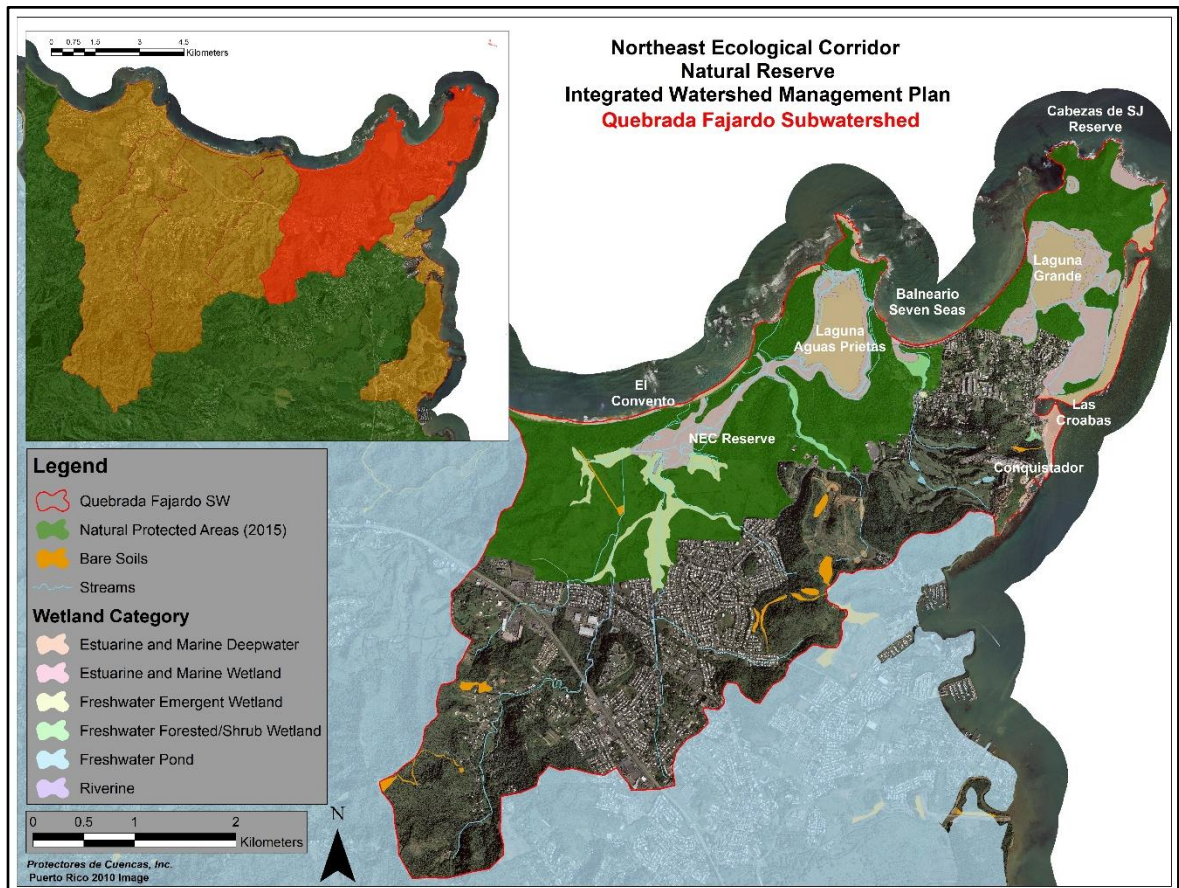 0 0.75 1.5 3 4.5
Kilometers
Northeast Ecological Corridor
Natural Reserve
Integrated Watershed Management Plan
Quebrada Fajardo Subwatershed
Cabezas de SJ
Reserve
Laguna
Grande
Balneario
Seven Seas
Laguna
Aguas Prietas
El
Convento
NEC Reserve
Las
Croabas
Conquistador
Legend
Quebrada Fajardo SW
Natural Protected Areas (2015)
Bare Soils
Streams
Wetland Category
Estuarine and Marine Deepwater
Estuarine and Marine Wetland
Freshwater Emergent Wetland
Freshwater Forested/Shrub Wetland
Freshwater Pond
Riverine
0 0.5 1 2
Kilometers
N
Protectores de Cuencas, Inc.
Puerto Rico 2010 Image